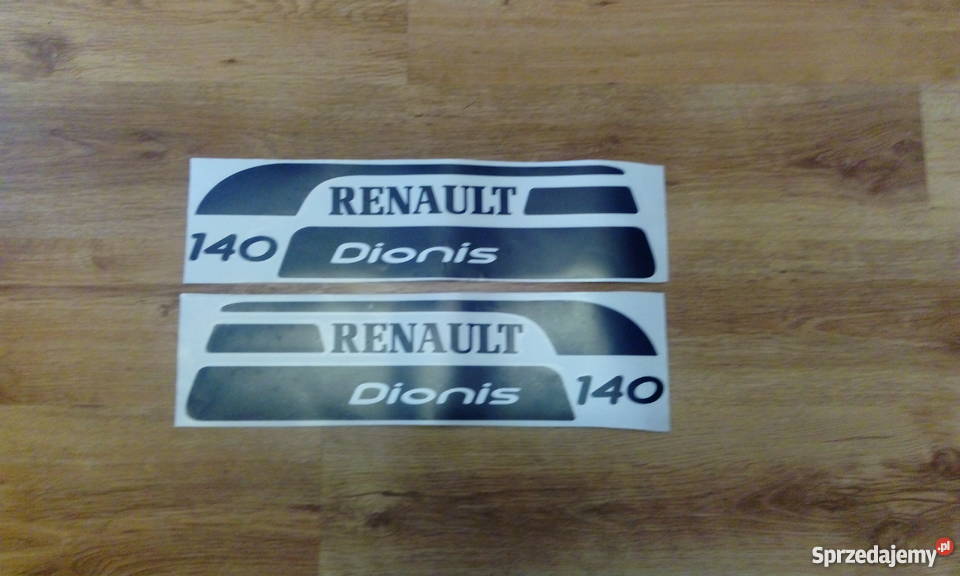 RENAULT
140 Dionis
RENAULT
Dionis 140
Sprzedajemy.pl